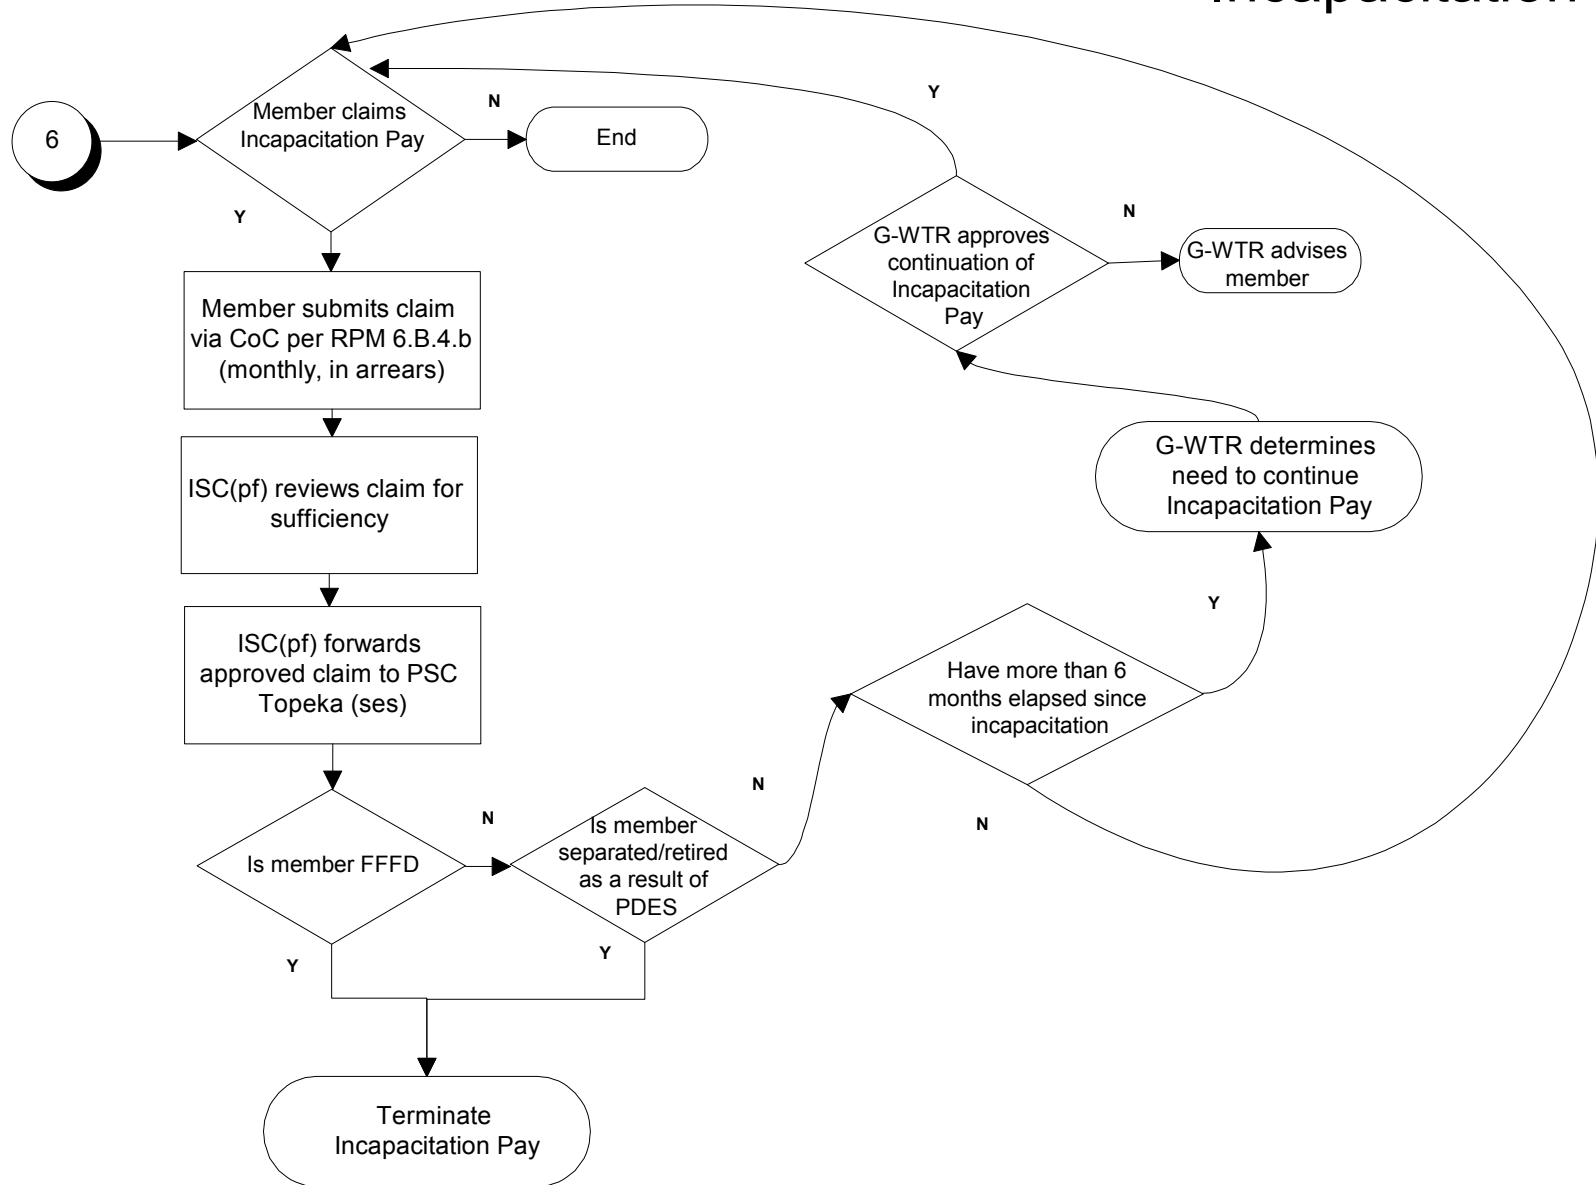 Incapacitation
6
Member claims
Incapacitation Pay
N
End
Y
Y
G-WTR approves
continuation of
Incapacitation
Pay
N
G-WTR advises
member
Member submits claim
via CoC per RPM 6.B.4.b
(monthly, in arrears)
ISC(pf) reviews claim for
sufficiency
G-WTR determines
need to continue
Incapacitation Pay
Y
ISC(pf) forwards
approved claim to PSC
Topeka (ses)
Have more than 6
months elapsed since
incapacitation
N
N
Is member FFFD
N
Is member
separated/retired
as a result of
PDES
Y
Y
Terminate
Incapacitation Pay